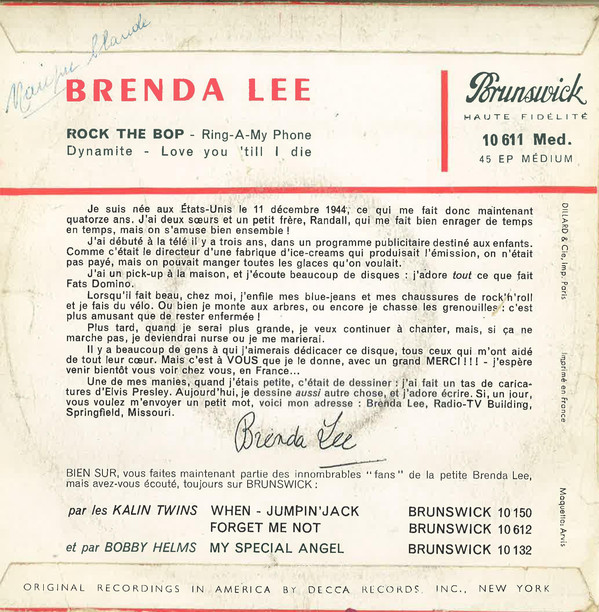 BRENDA LEE
ROCK THE BOP - Ring-A-My Phone
Dynamite - Love you 'till I die
Brunswick
HAUTE FIDÉLITÉ
10 611 Med.
45 EP MÉDIUM
Je suis née aux États-Unis le 11 décembre 1944, ce qui me fait donc maintenant
quatorze ans. J'ai deux sœurs et un petit frère, Randall, qui me fait bien enrager de temps
en temps, mais on s'amuse bien ensemble !
J'ai débuté à la télé il y a trois ans, dans un programme publicitaire destiné aux enfants.
Comme c'était le directeur d'une fabrique d'ice-creams qui produisait l'émission, on n'était
pas payé, mais on pouvait manger toutes les glaces qu'on voulait.
J'ai un pick-up à la maison, et j'écoute beaucoup de disques : j'adore tout ce que fait
Fats Domino.
Lorsqu'il fait beau, chez moi, j'enfile mes blue-jeans et mes chaussures de rock'n'roll
et je fais du vélo. Ou bien je monte aux arbres, ou encore je chasse les grenouilles : c'est
plus amusant que de rester enfermée !
Plus tard, quand je serai plus grande, je veux continuer à chanter, mais, si ça ne
marche pas, je deviendrai nurse ou je me marierai.
Il y a beaucoup de gens à qui j'aimerais dédicacer ce disque, tous ceux qui m'ont aidé
de tout leur cœur. Mais c'est à VOUS que je le donne, avec un grand MERCI !!!! - j'espère
venir bientôt vous voir chez vous, en France...
Une de mes manies, quand j'étais petite, c'était de dessiner : j'ai fait un tas de carica-
tures d'Elvis Presley. Aujourd'hui, je dessine aussi autre chose, et j'adore écrire. Si, un jour,
vous voulez m'envoyer un petit mot, voici mon adresse : Brenda Lee, Radio-TV Building,
Springfield, Missouri.
Brenda Lee
BIEN SUR, vous faites maintenant partie des innombrables "fans" de la petite Brenda Lee,
mais avez-vous écouté, toujours sur BRUNSWICK :
par les KALIN TWINS WHEN - JUMPIN'JACK BRUNSWICK 10 150
FORGET ME NOT BRUNSWICK 10 612
et par BOBBY HELMS MY SPECIAL ANGEL BRUNSWICK 10 132
DILLARD & Cie, Imp. Paris
Imprimé en France
Maquette: Arvis
ORIGINAL RECORDINGS IN AMERICA BY DECCA RECORDS, INC., NEW YORK